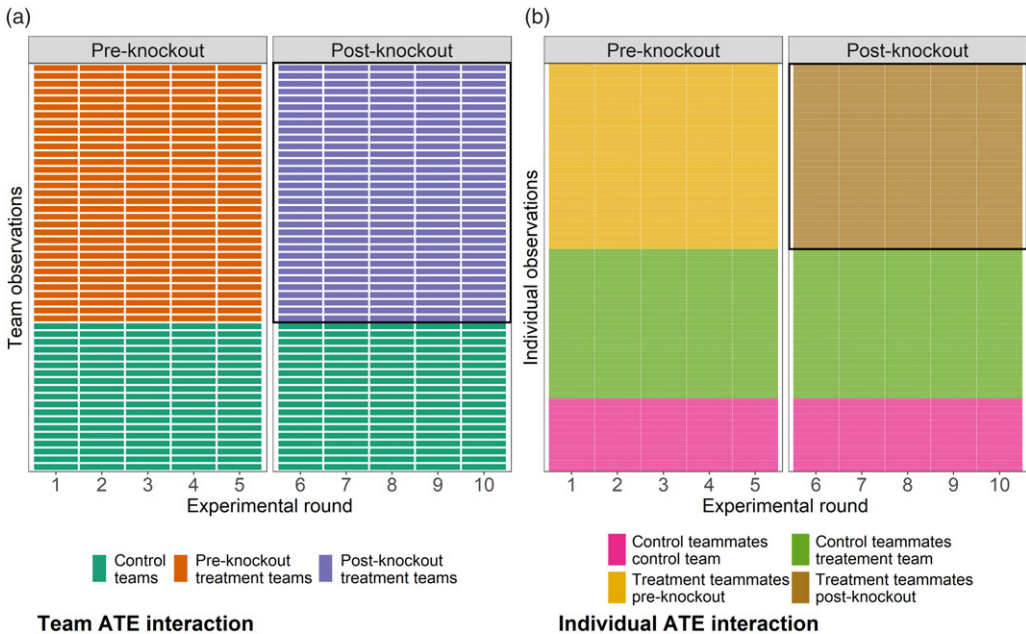 (a)
Pre-knockout
Post-knockout
Team observations
1 2 3 4 5
6 7 8 9 10
Experimental round
Control
teams
Pre-knockout
treatment teams
Post-knockout
treatment teams
Team ATE interaction
(b)
Pre-knockout
Post-knockout
Individual observations
1 2 3 4 5
6 7 8 9 10
Experimental round
Control teammates
control team
Control teammates
treatement team
Treatment teammates
pre-knockout
Treatment teammates
post-knockout
Individual ATE interaction